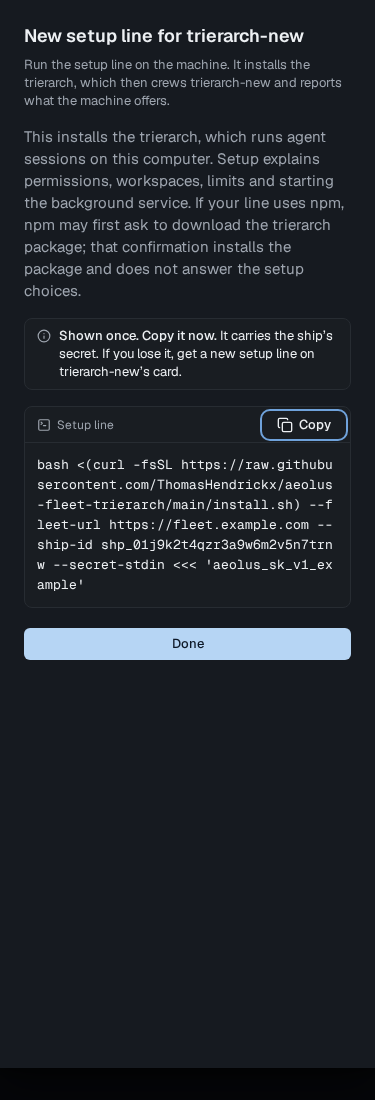 New setup line for trierarch-new
Run the setup line on the machine. It installs the
trierarch, which then crews trierarch-new and reports
what the machine offers.
This installs the trierarch, which runs agent
sessions on this computer. Setup explains
permissions, workspaces, limits and starting
the background service. If your line uses npm,
npm may first ask to download the trierarch
package; that confirmation installs the
package and does not answer the setup
choices.
Shown once. Copy it now. It carries the ship's
secret. If you lose it, get a new setup line on
trierarch-new's card.
Setup line
Copy
bash <(curl -fsSL https://raw.githubu
sercontent.com/ThomasHendrickx/aeolus
-fleet-trierarch/main/install.sh) --f
leet-url https://fleet.example.com --
ship-id shp_01j9k2t4qzr3a9w6m2v5n7trn
w --secret-stdin <<< 'aeolus_sk_v1_ex
ample'
Done